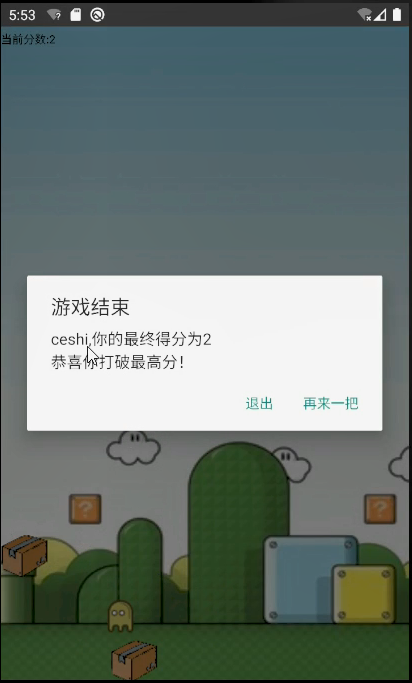 5:53
当前分数:2
游戏结束
ceshi,你的最终得分为2
恭喜你打破最高分!
退出 再来一把
?
?